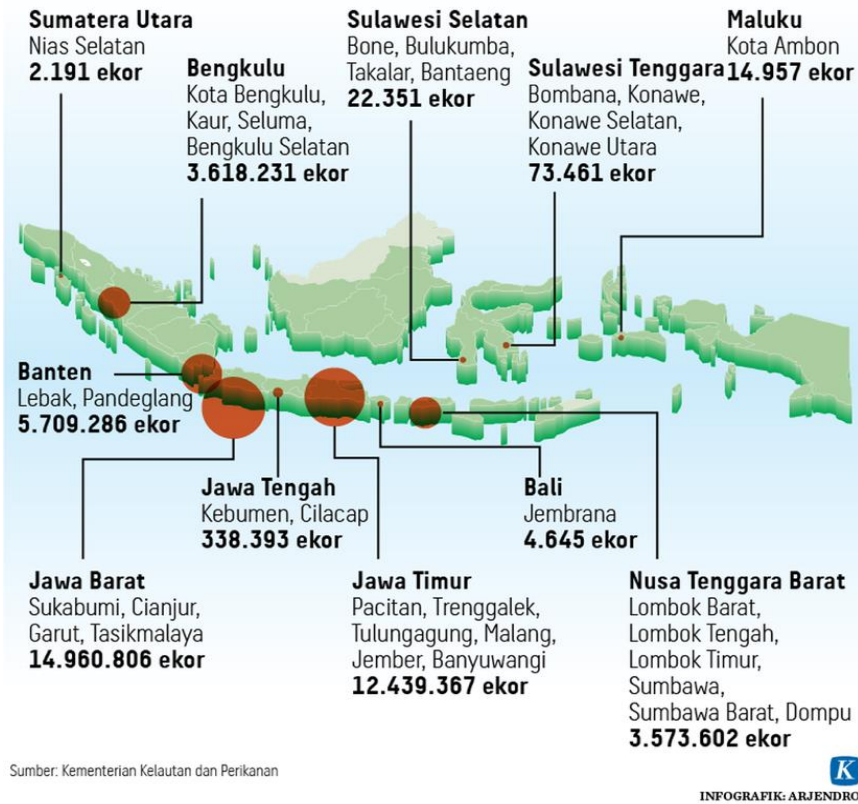 Sumatera Utara
Nias Selatan
2.191 ekor
Bengkulu
Kota Bengkulu,
Kaur, Seluma,
Bengkulu Selatan
3.618.231 ekor
Sulawesi Selatan
Bone, Bulukumba,
Takalar, Bantaeng
22.351 ekor
Sulawesi Tenggara
Bombana, Konawe,
Konawe Selatan,
Konawe Utara
73.461 ekor
Maluku
Kota Ambon
14.957 ekor
Banten
Lebak, Pandeglang
5.709.286 ekor
Jawa Tengah
Kebumen, Cilacap
338.393 ekor
Bali
Jembrana
4.645 ekor
Jawa Barat
Sukabumi, Cianjur,
Garut, Tasikmalaya
14.960.806 ekor
Jawa Timur
Pacitan, Trenggalek,
Tulungagung, Malang,
Jember, Banyuwangi
12.439.367 ekor
Nusa Tenggara Barat
Lombok Barat,
Lombok Tengah,
Lombok Timur,
Sumbawa,
Sumbawa Barat, Dompu
3.573.602 ekor
Sumber: Kementerian Kelautan dan Perikanan
K
INFOGRAFIK: ARJENDRO